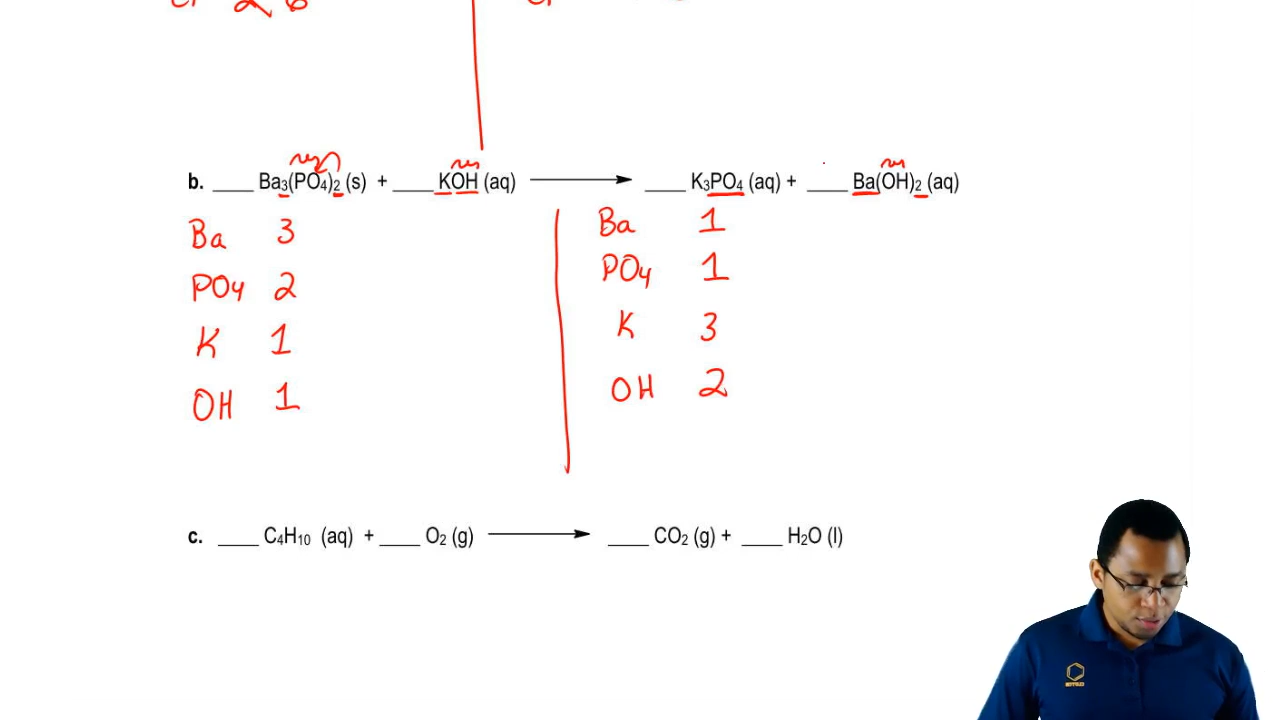 b. ____ Ba3(PO4)2 (s) + ____ KOH (aq) ⟶ ____ K3PO4 (aq) + ____ Ba(OH)2 (aq)
Ba 3 Ba 1
PO4 2 PO4 1
K 1 K 3
OH 1 OH 2
c. ____ C4H10 (aq) + ____ O2 (g) ⟶ ____ CO2 (g) + ____ H2O (l)